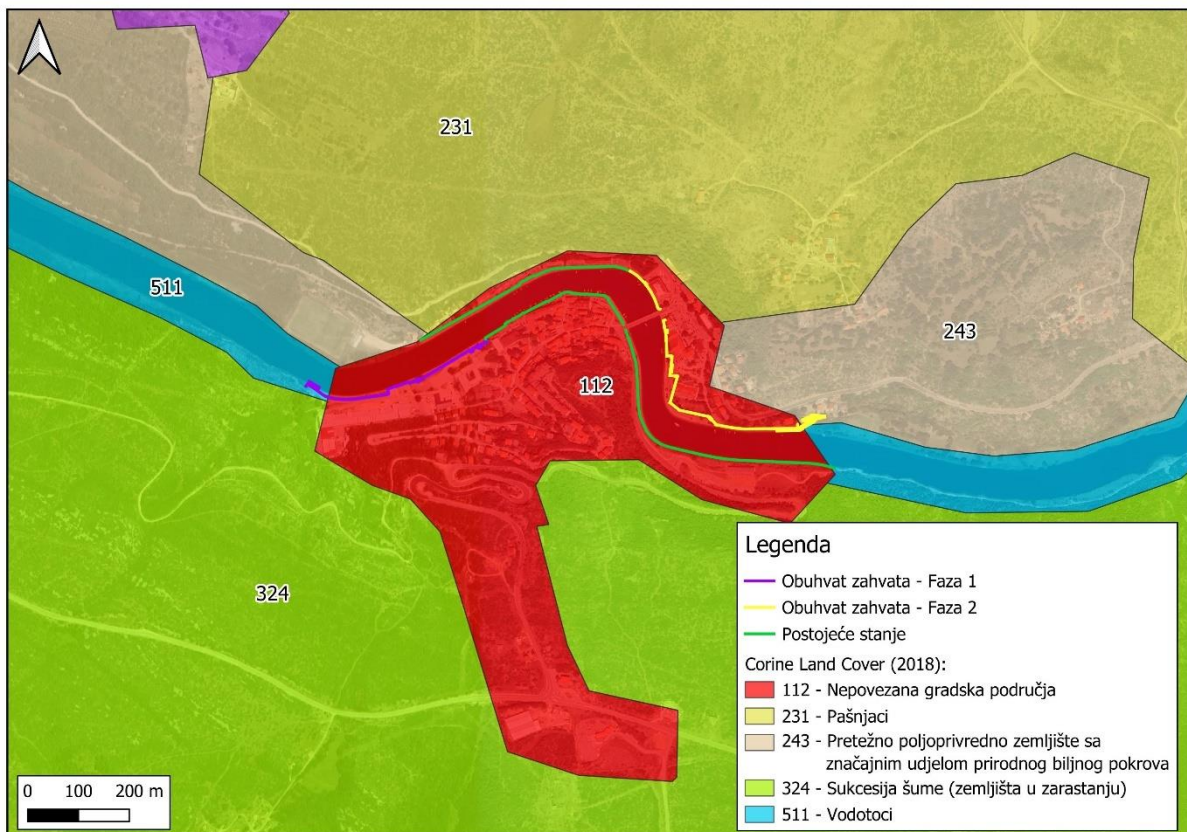 231
511
243
112
324
Legenda
Obuhvat zahvata - Faza 1
Obuhvat zahvata - Faza 2
Postojeće stanje
Corine Land Cover (2018):
112 - Nepovezana gradska područja
231 - Pašnjaci
243 - Pretežno poljoprivredno zemljište sa
značajnim udjelom prirodnog biljnog pokrova
324 - Sukcesija šume (zemljišta u zarastanju)
511 - Vodotoci
0 100 200 m